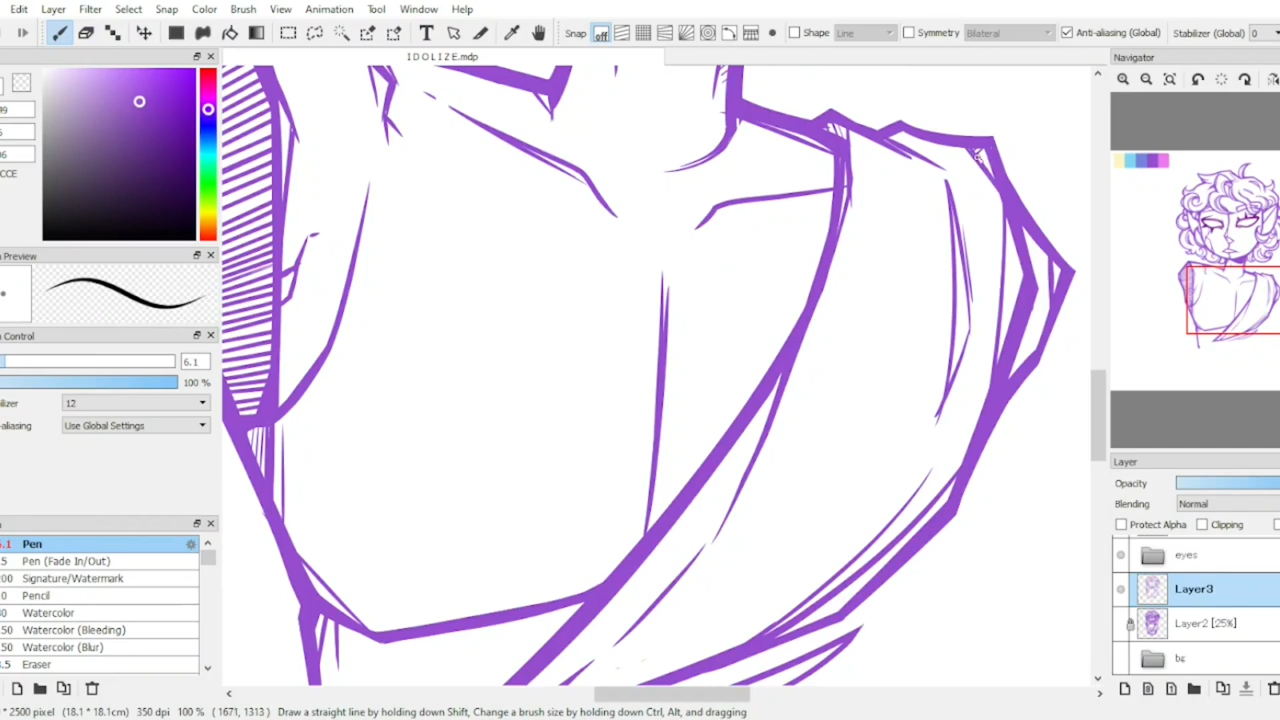 Edit Layer Filter Select Snap Color Brush View Animation Tool Window Help
Snap off Shape Line Symmetry Bilateral Anti-aliasing (Global) Stabilizer (Global) 0
IDOLIZE.mdp
Navigator
CCE
Preview
Control
6.1
100 %
12
Use Global Settings
Pen
Pen (Fade In/Out)
Signature/Watermark
Pencil
Watercolor
Watercolor (Bleeding)
Watercolor (Blur)
Eraser
Layer
Opacity
Blending Normal
Protect Alpha Clipping
eyes
Layer3
Layer2 [25%]
* 2500 pixel (18.1 * 18.1cm) 350 dpi 100 % ( 1671, 1313 ) Draw a straight line by holding down Shift, Change a brush size by holding down Ctrl, Alt, and dragging